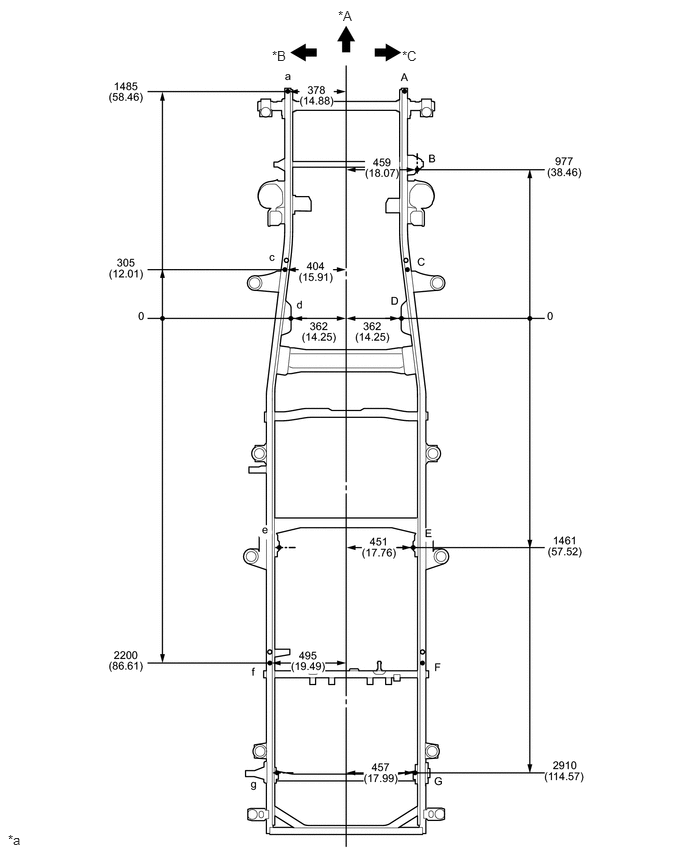 *A
*B
*C
a
A
1485
(58.46)
378
(14.88)
B
459
(18.07)
977
(38.46)
c
C
305
(12.01)
404
(15.91)
d
D
0
0
362
(14.25)
362
(14.25)
e
E
451
(17.76)
1461
(57.52)
2200
(86.61)
495
(19.49)
f
F
457
(17.99)
2910
(114.57)
g
G
*a